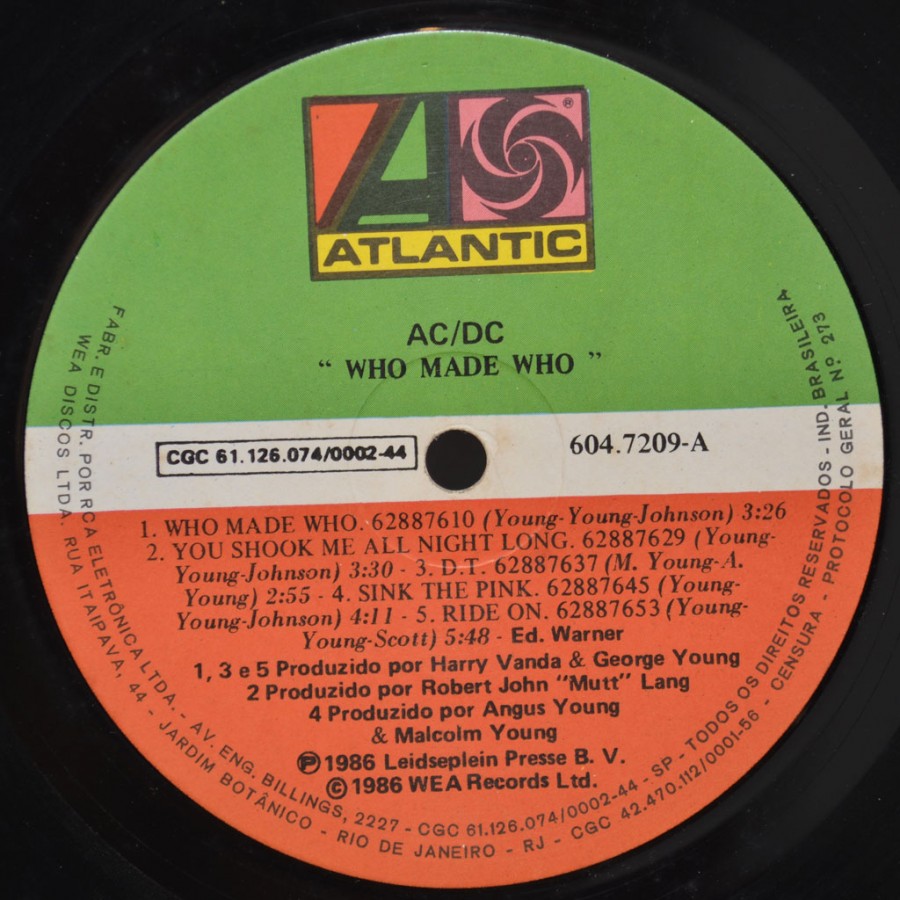 ®
ATLANTIC
AC/DC
“ WHO MADE WHO ”
CGC 61.126.074/0002-44
604.7209-A
1. WHO MADE WHO. 62887610 (Young-Young-Johnson) 3:26
2. YOU SHOOK ME ALL NIGHT LONG. 62887629 (Young-
Young-Johnson) 3:30 - 3. D.T. 62887637 (M. Young-A.
Young) 2:55 - 4. SINK THE PINK. 62887645 (Young-
Young-Johnson) 4:11 - 5. RIDE ON. 62887653 (Young-
Young-Scott) 5:48 - Ed. Warner
1, 3 e 5 Produzido por Harry Vanda & George Young
2 Produzido por Robert John "Mutt" Lang
4 Produzido por Angus Young
& Malcolm Young
℗1986 Leidseplein Presse B. V.
©1986 WEA Records Ltd.
FABR. E DISTR. POR RCA ELETRÔNICA LTDA. - AV. ENG. BILLINGS, 2227 - CGC 61.126.074/0002-44 - SP - TODOS OS DIREITOS RESERVADOS - IND. BRASILEIRA
WEA DISCOS LTDA. RUA ITAIPAVA, 44 - JARDIM BOTÂNICO - RIO DE JANEIRO - RJ - CGC 42.470.112/0001-56 - CENSURA - PROTOCOLO GERAL Nº 273